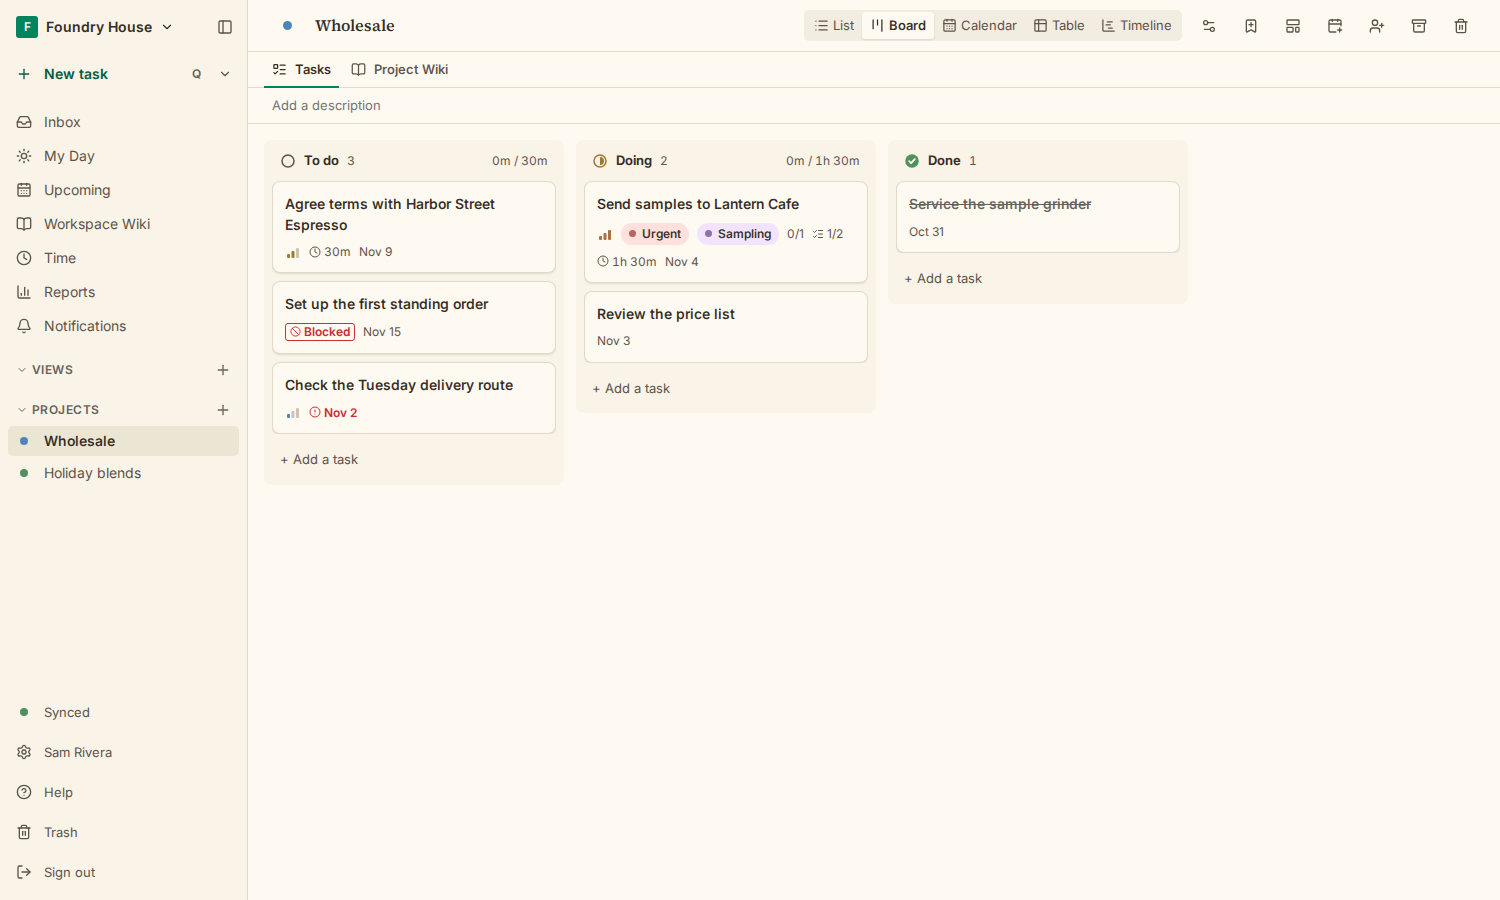 F Foundry House
New task Q
Inbox
My Day
Upcoming
Workspace Wiki
Time
Reports
Notifications
VIEWS
PROJECTS
Wholesale
Holiday blends
Synced
Sam Rivera
Help
Trash
Sign out
Wholesale
List Board Calendar Table Timeline
Tasks Project Wiki
Add a description
To do 3 0m / 30m
Agree terms with Harbor Street
Espresso
30m Nov 9
Set up the first standing order
Blocked Nov 15
Check the Tuesday delivery route
Nov 2
+ Add a task
Doing 2 0m / 1h 30m
Send samples to Lantern Cafe
Urgent Sampling 0/1 1/2
1h 30m Nov 4
Review the price list
Nov 3
+ Add a task
Done 1
Service the sample grinder
Oct 31
+ Add a task